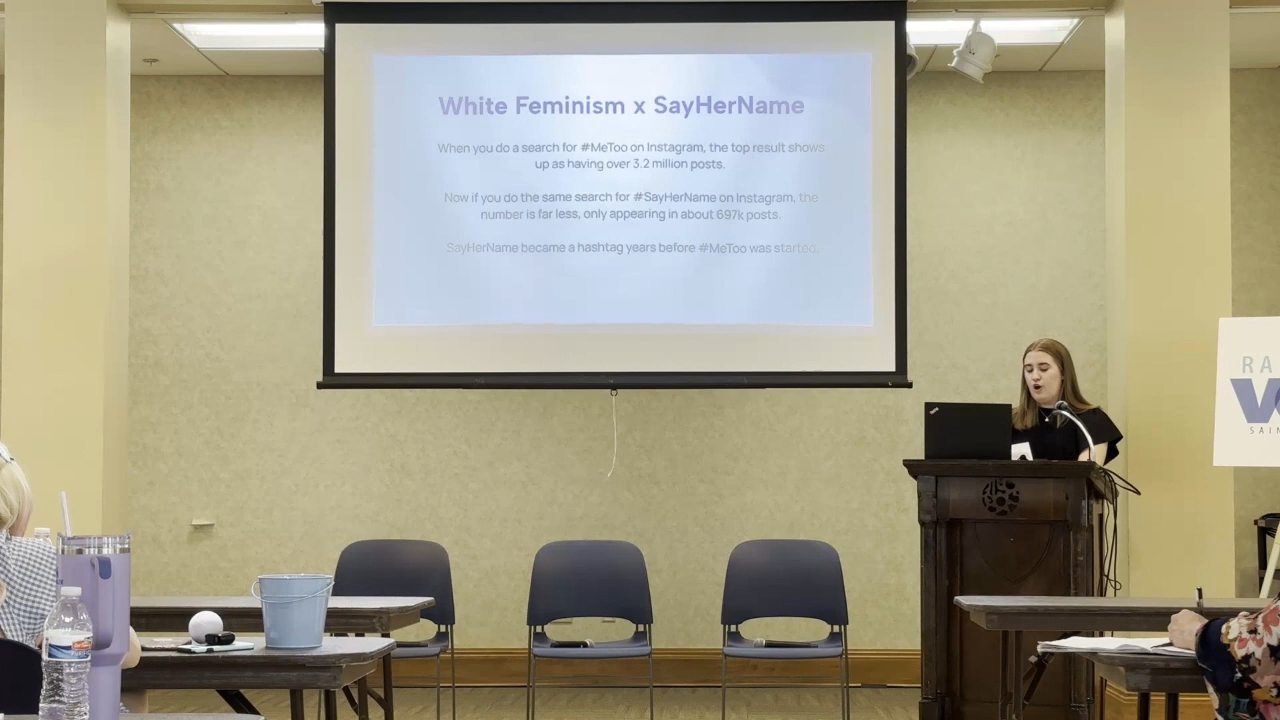 White Feminism x SayHerName
When you do a search for #MeToo on Instagram, the top result shows
up as having over 3.2 million posts.
Now if you do the same search for #SayHerName on Instagram, the
number is far less, only appearing in about 697k posts.
SayHerName became a hashtag years before #MeToo was started.